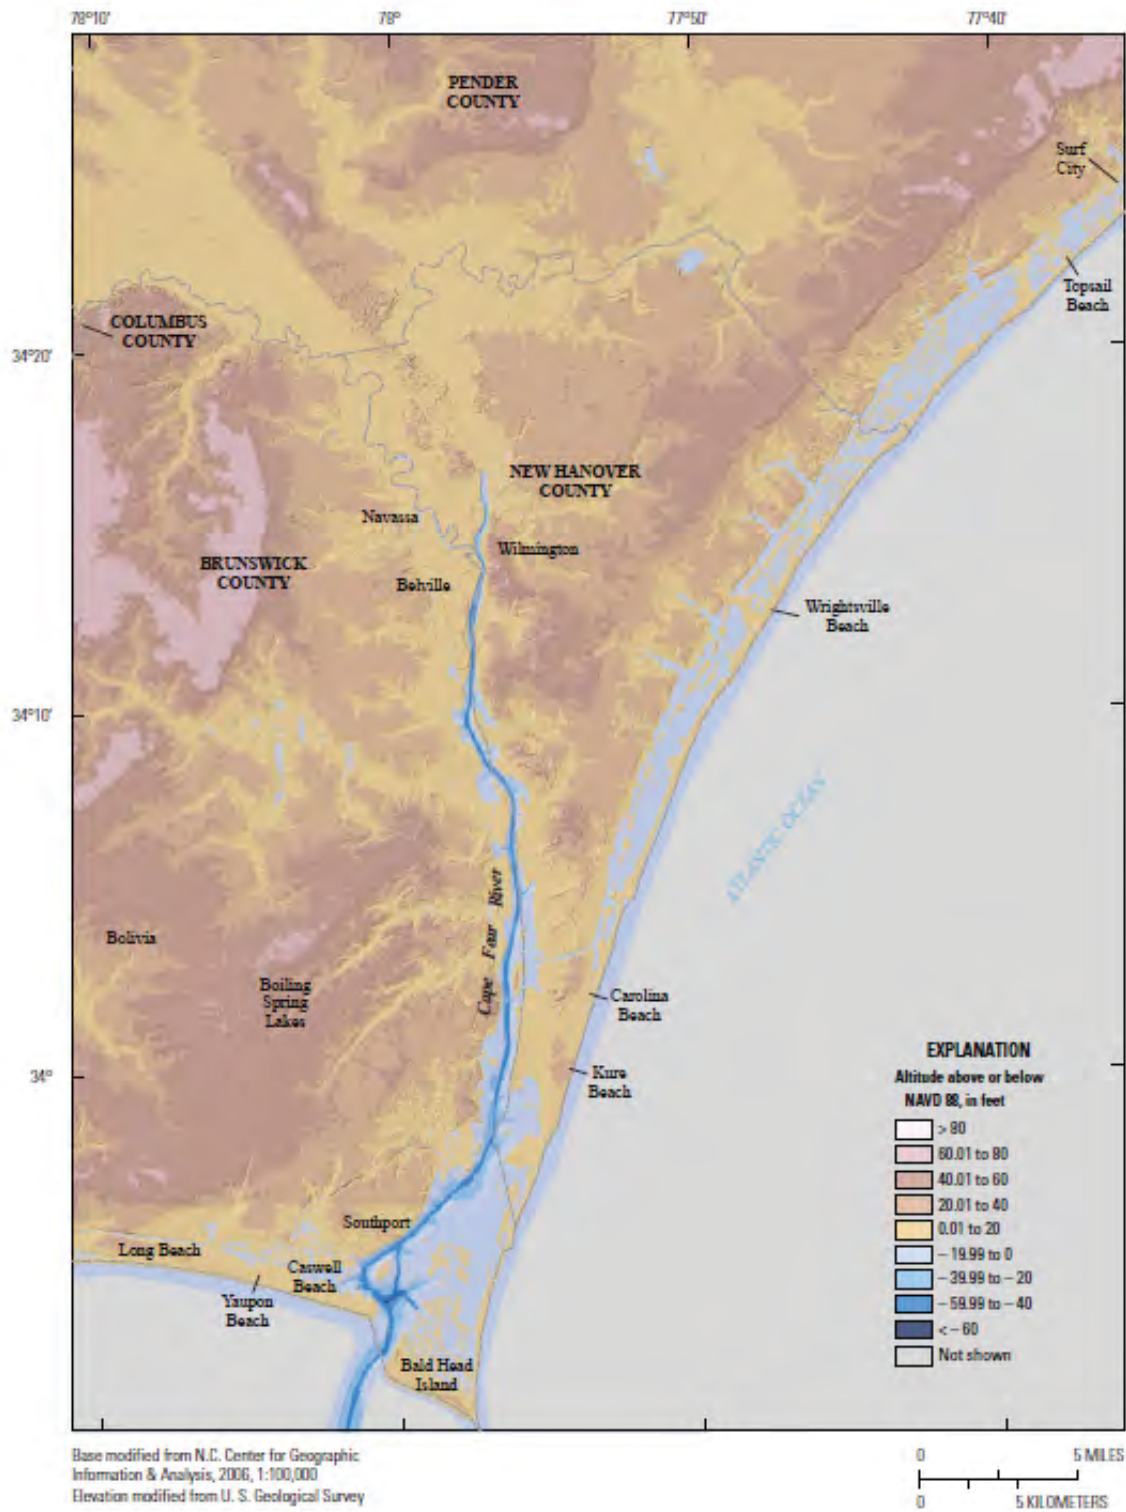 78°10'
78°
77°50'
77°40'
PENDER
COUNTY
Surf
City
Topsail
Beach
COLUMBUS
COUNTY
34°20'
NEW HANOVER
COUNTY
Navassa
Wilmington
BRUNSWICK
COUNTY
Belville
Wrightsville
Beach
34°10'
ATLANTIC OCEAN
Cape Fear River
Bolivia
Boiling
Spring
Lakes
Carolina
Beach
Kure
Beach
34°
Southport
Long Beach
Caswell
Beach
Yaupon
Beach
Bald Head
Island
EXPLANATION
Altitude above or below
NAVD 88, in feet
> 80
60.01 to 80
40.01 to 60
20.01 to 40
0.01 to 20
– 19.99 to 0
– 39.99 to – 20
– 59.99 to – 40
< – 60
Not shown
Base modified from N.C. Center for Geographic
Information & Analysis, 2006, 1:100,000
Elevation modified from U. S. Geological Survey
0 5 MILES
0 5 KILOMETERS